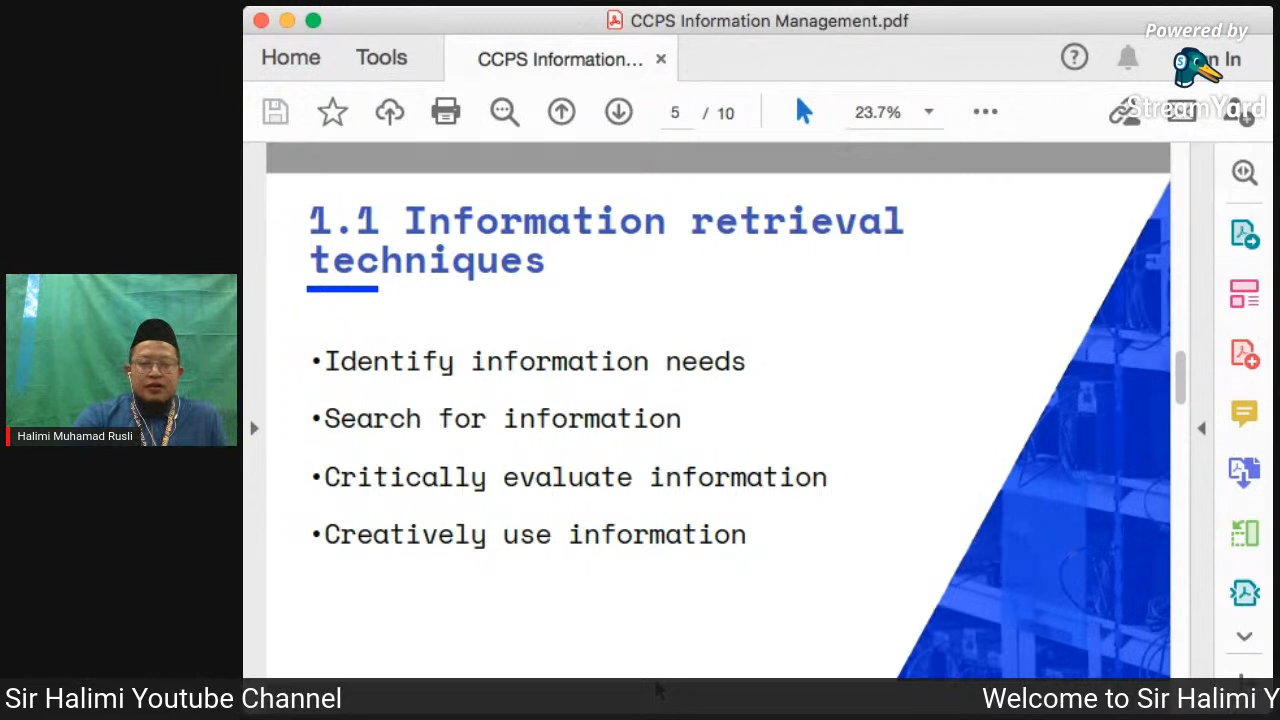 CCPS Information Management.pdf
Powered by
Home
Tools
CCPS Information...
In
5 / 10
23.7%
StreamYard
1.1 Information retrieval
techniques
•Identify information needs
•Search for information
•Critically evaluate information
•Creatively use information
Halimi Muhamad Rusli
Sir Halimi Youtube Channel
Welcome to Sir Halimi Y